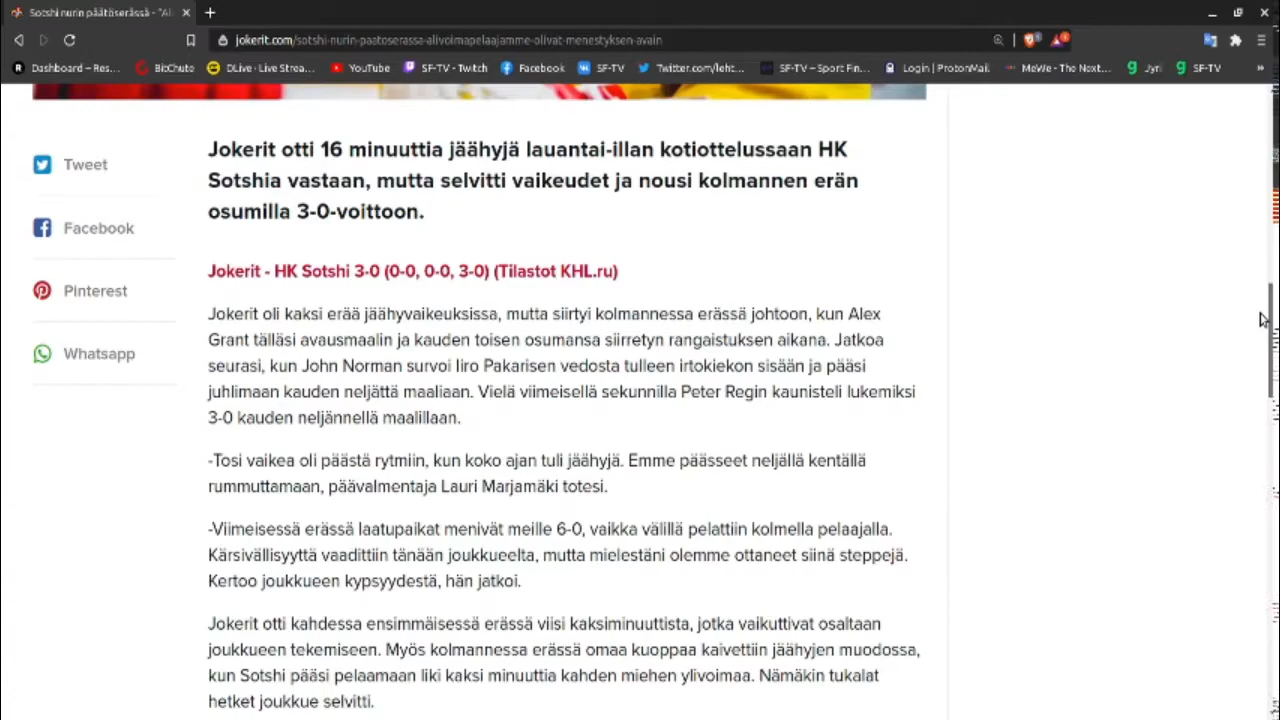 Sotshi nurin päätöserässä - "Al
jokerit.com/sotshi-nurin-paatoserassa-alivoimapelaajamme-olivat-menestyksen-avain
Dashboard – Res... BitChute DLive · Live Strea... YouTube SF-TV - Twitch Facebook SF-TV Twitter.com/leht... SF-TV – Sport Fin... Login | ProtonMail MeWe - The Next... Jyri SF-TV »
Tweet
Facebook
Pinterest
Whatsapp
Jokerit otti 16 minuuttia jäähyjä lauantai-illan kotiottelussaan HK
Sotshia vastaan, mutta selvitti vaikeudet ja nousi kolmannen erän
osumilla 3-0-voittoon.
Jokerit - HK Sotshi 3-0 (0-0, 0-0, 3-0) (Tilastot KHL.ru)
Jokerit oli kaksi erää jäähyvaikeuksissa, mutta siirtyi kolmannessa erässä johtoon, kun Alex
Grant tälläsi avausmaalin ja kauden toisen osumansa siirretyn rangaistuksen aikana. Jatkoa
seurasi, kun John Norman survoi Iiro Pakarisen vedosta tulleen irtokiekon sisään ja pääsi
juhlimaan kauden neljättä maaliaan. Vielä viimeisellä sekunnilla Peter Regin kaunisteli lukemiksi
3-0 kauden neljännellä maalillaan.
-Tosi vaikea oli päästä rytmiin, kun koko ajan tuli jäähyjä. Emme päässeet neljällä kentällä
rummuttamaan, päävalmentaja Lauri Marjamäki totesi.
-Viimeisessä erässä laatupaikat menivät meille 6-0, vaikka välillä pelattiin kolmella pelaajalla.
Kärsivällisyyttä vaadittiin tänään joukkueelta, mutta mielestäni olemme ottaneet siinä steppejä.
Kertoo joukkueen kypsyydestä, hän jatkoi.
Jokerit otti kahdessa ensimmäisessä erässä viisi kaksiminuuttista, jotka vaikuttivat osaltaan
joukkueen tekemiseen. Myös kolmannessa erässä omaa kuoppaa kaivettiin jäähyjen muodossa,
kun Sotshi pääsi pelaamaan liki kaksi minuuttia kahden miehen ylivoimaa. Nämäkin tukalat
hetket joukkue selvitti.